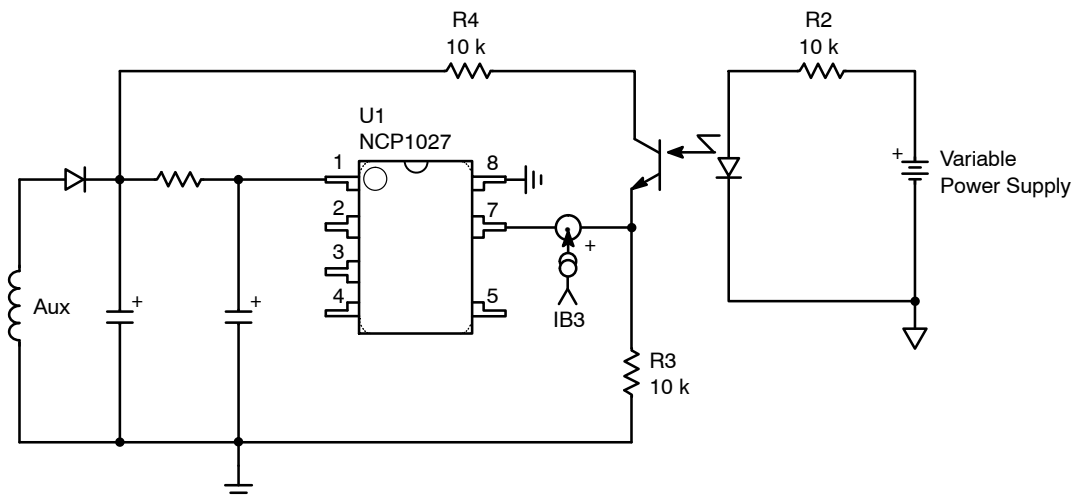 R4
10 k
R2
10 k
U1
NCP1027
1
8
+
Variable
Power Supply
2
7
3
+
4
5
Aux
+
+
IB3
R3
10 k